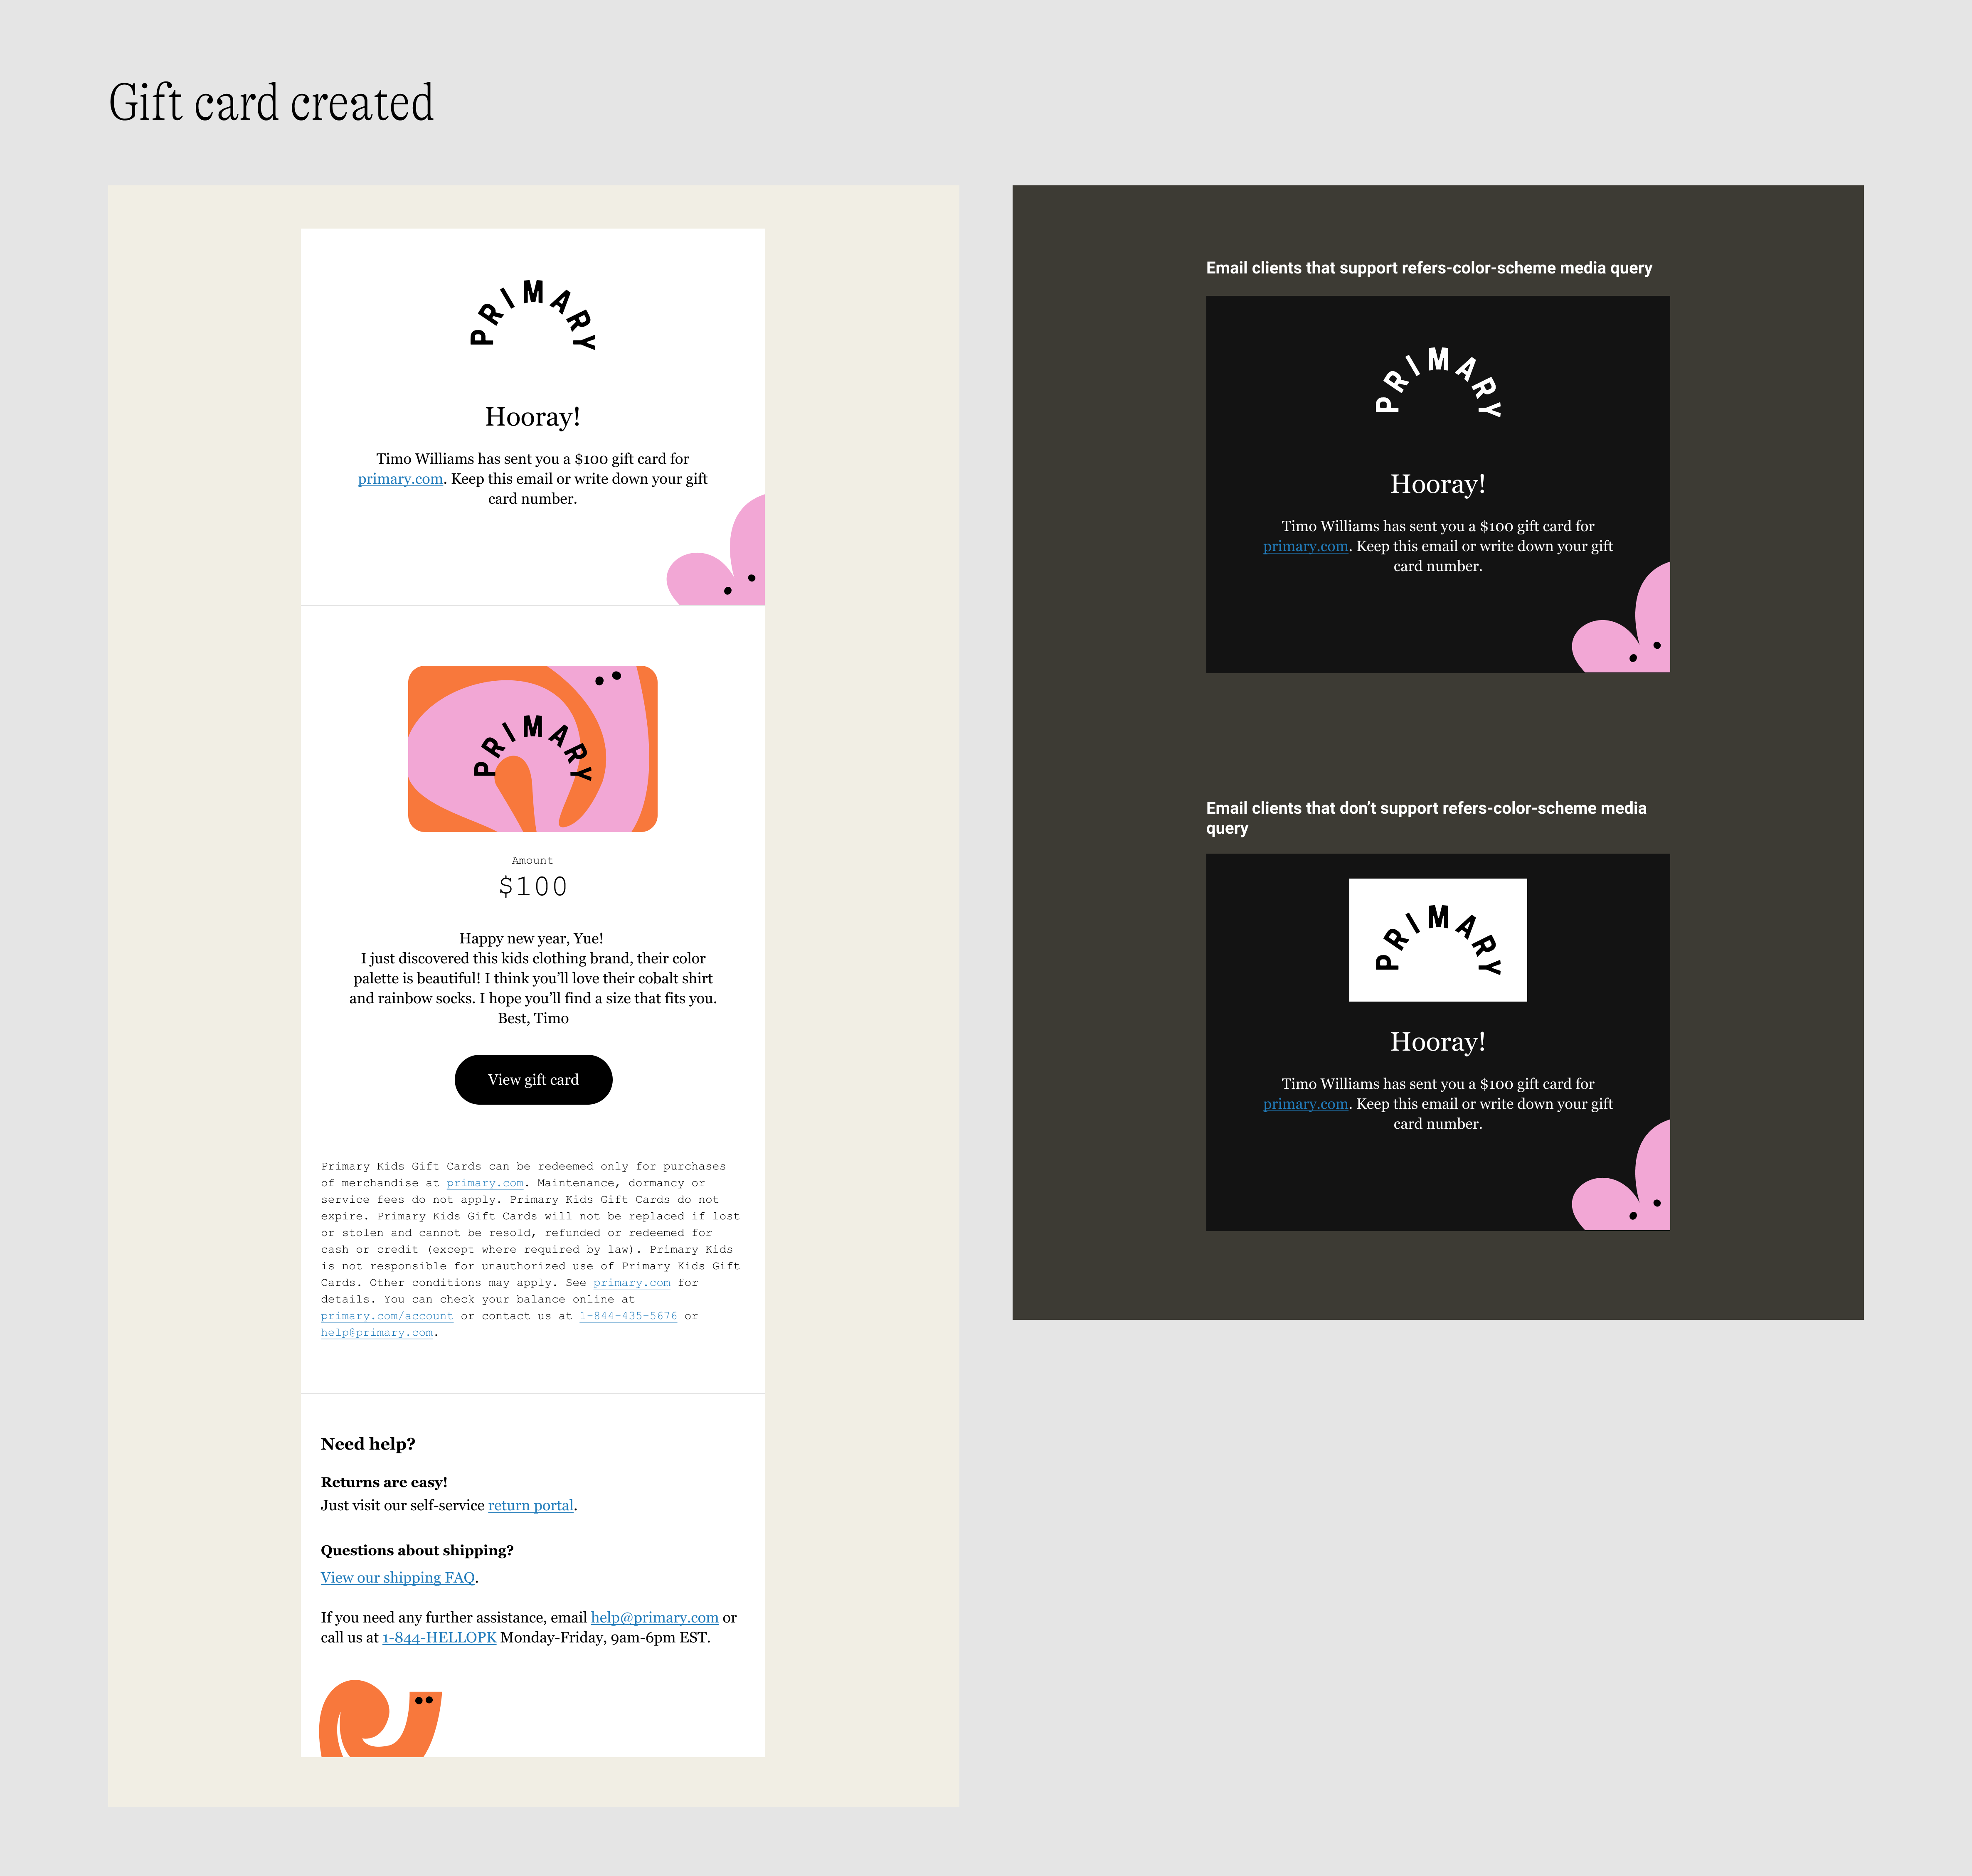 Gift card created
PRIMARY
Hooray!
Timo Williams has sent you a $100 gift card for
primary.com. Keep this email or write down your gift
card number.
PRIMARY
Amount
$100
Happy new year, Yue!
I just discovered this kids clothing brand, their color
palette is beautiful! I think you’ll love their cobalt shirt
and rainbow socks. I hope you’ll find a size that fits you.
Best, Timo
View gift card
Primary Kids Gift Cards can be redeemed only for purchases
of merchandise at primary.com. Maintenance, dormancy or
service fees do not apply. Primary Kids Gift Cards do not
expire. Primary Kids Gift Cards will not be replaced if lost
or stolen and cannot be resold, refunded or redeemed for
cash or credit (except where required by law). Primary Kids
is not responsible for unauthorized use of Primary Kids Gift
Cards. Other conditions may apply. See primary.com for
details. You can check your balance online at
primary.com/account or contact us at 1-844-435-5676 or
help@primary.com.
Need help?
Returns are easy!
Just visit our self-service return portal.
Questions about shipping?
View our shipping FAQ.
If you need any further assistance, email help@primary.com or
call us at 1-844-HELLOPK Monday-Friday, 9am-6pm EST.
Email clients that support refers-color-scheme media query
PRIMARY
Hooray!
Timo Williams has sent you a $100 gift card for
primary.com. Keep this email or write down your gift
card number.
Email clients that don’t support refers-color-scheme media
query
PRIMARY
Hooray!
Timo Williams has sent you a $100 gift card for
primary.com. Keep this email or write down your gift
card number.